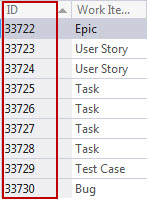 ID Work Ite...
33722 Epic
33723 User Story
33724 User Story
33725 Task
33726 Task
33727 Task
33728 Task
33729 Test Case
33730 Bug